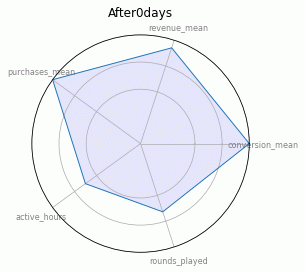 After0days
revenue_mean
purchases_mean
conversion_mean
active_hours
rounds_played